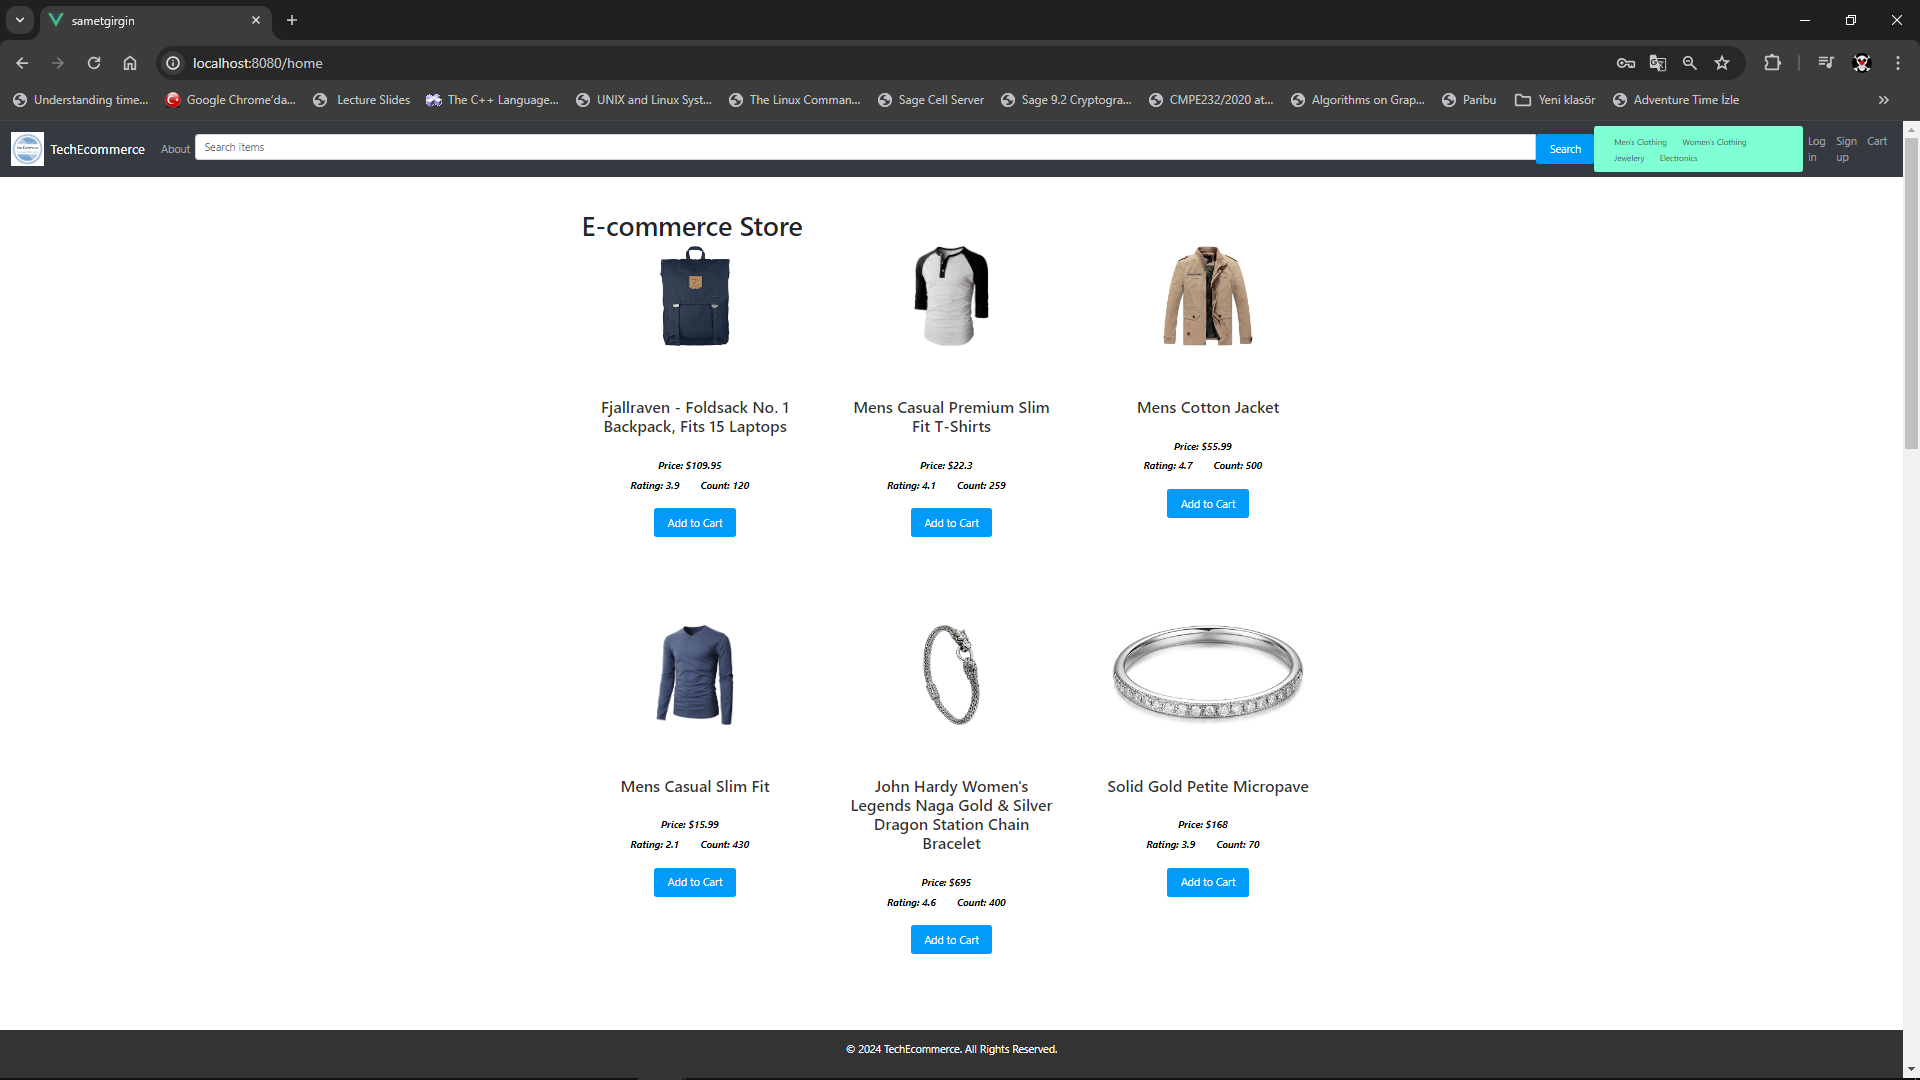 sametgirgin
localhost:8080/home
Understanding time...
Google Chrome'da...
Lecture Slides
The C++ Language...
UNIX and Linux Syst...
The Linux Comman...
Sage Cell Server
Sage 9.2 Cryptogra...
CMPE232/2020 at...
Algorithms on Grap...
Paribu
Yeni klasör
Adventure Time İzle
TechEcommerce
About
Search items
Search
Men's Clothing
Women's Clothing
Jewelery
Electronics
Log
in
Sign
up
Cart
E-commerce Store
Fjallraven - Foldsack No. 1
Backpack, Fits 15 Laptops
Price: $109.95
Rating: 3.9 Count: 120
Add to Cart
Mens Casual Premium Slim
Fit T-Shirts
Price: $22.3
Rating: 4.1 Count: 259
Add to Cart
Mens Cotton Jacket
Price: $55.99
Rating: 4.7 Count: 500
Add to Cart
Mens Casual Slim Fit
Price: $15.99
Rating: 2.1 Count: 430
Add to Cart
John Hardy Women's
Legends Naga Gold & Silver
Dragon Station Chain
Bracelet
Price: $695
Rating: 4.6 Count: 400
Add to Cart
Solid Gold Petite Micropave
Price: $168
Rating: 3.9 Count: 70
Add to Cart
© 2024 TechEcommerce. All Rights Reserved.